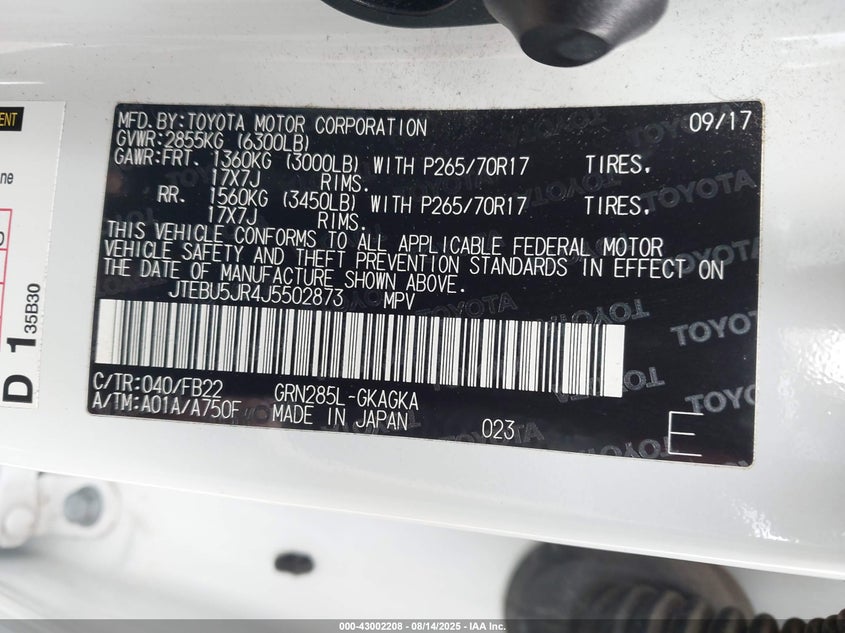 MFD.BY:TOYOTA MOTOR CORPORATION 09/17
GVWR:2855KG (6300LB)
GAWR:FRT. 1360KG (3000LB) WITH P265/70R17 TIRES,
17X7J RIMS.
RR. 1560KG (3450LB) WITH P265/70R17 TIRES,
17X7J RIMS.
THIS VEHICLE CONFORMS TO ALL APPLICABLE FEDERAL MOTOR
VEHICLE SAFETY AND THEFT PREVENTION STANDARDS IN EFFECT ON
THE DATE OF MANUFACTURE SHOWN ABOVE.
JTEBU5JR4J5502873 MPV
C/TR:040/FB22 GRN285L-GKAGKA
A/TM:A01A/A750F MADE IN JAPAN 023
E
TOYOTA
TOYOTA
TOYOTA
D 1 35B30
000-43002208 - 08/14/2025 - IAA Inc.